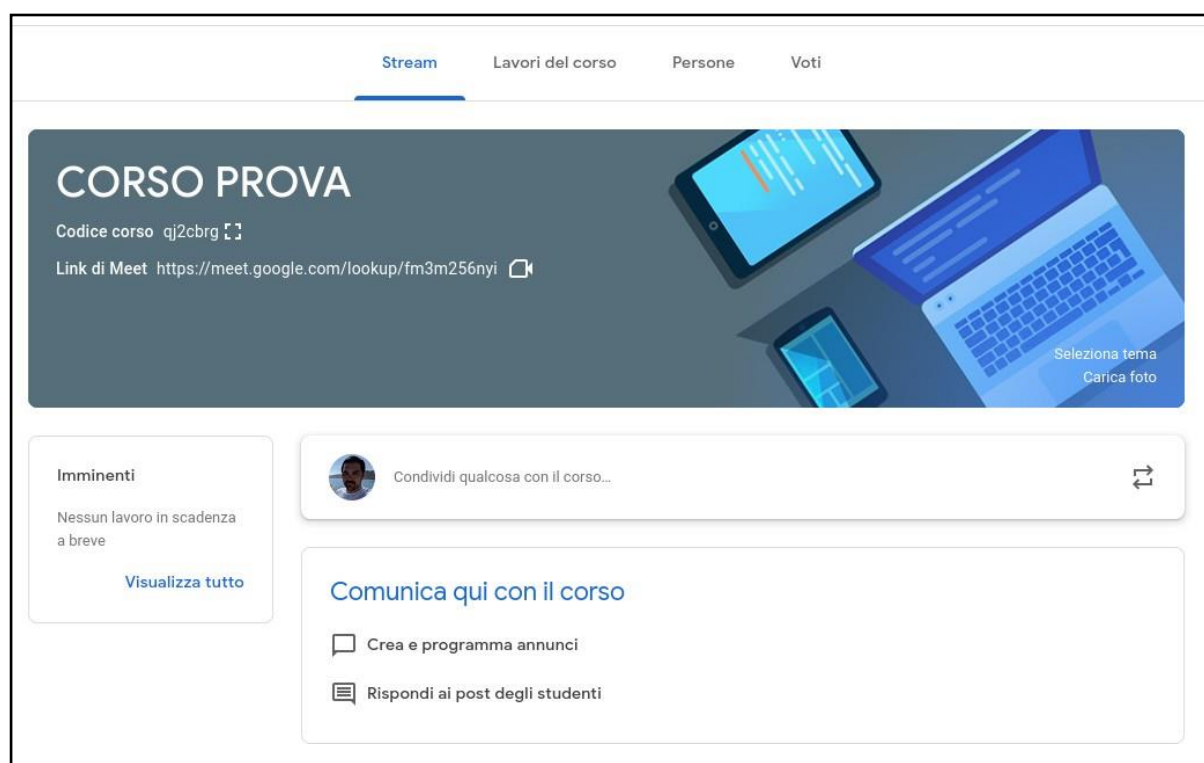 Stream Lavori del corso Persone Voti
CORSO PROVA
Codice corso qj2cbrg
Link di Meet https://meet.google.com/lookup/fm3m256nyi
Seleziona tema
Carica foto
Imminenti
Nessun lavoro in scadenza
a breve
Visualizza tutto
Condividi qualcosa con il corso...
Comunica qui con il corso
Crea e programma annunci
Rispondi ai post degli studenti